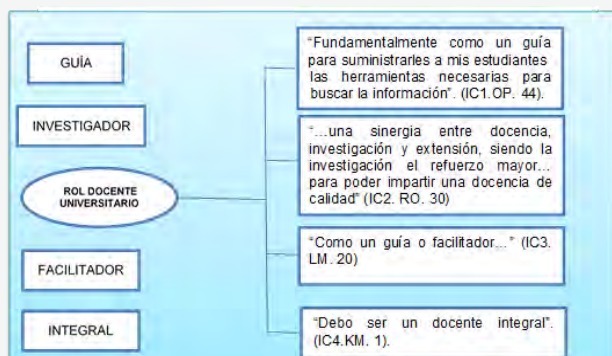 GUÍA
INVESTIGADOR
ROL DOCENTE
UNIVERSITARIO
FACILITADOR
INTEGRAL
“Fundamentalmente como un guía
para suministrarles a mis estudiantes
las herramientas necesarias para
buscar la información”. (IC1.OP. 44).
“…una sinergia entre docencia,
investigación y extensión, siendo la
investigación el refuerzo mayor…
para poder impartir una docencia de
calidad” (IC2. RO. 30)
“Como un guía o facilitador…” (IC3.
LM. 20)
“Debo ser un docente integral”.
(IC4.KM. 1).